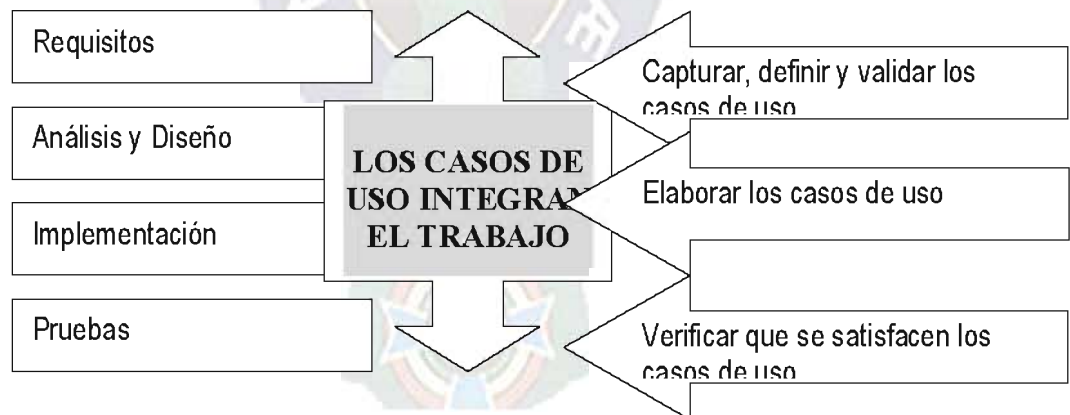 Requisitos
Análisis y Diseño
Implementación
Pruebas
LOS CASOS DE
USO INTEGRAN
EL TRABAJO
Capturar, definir y validar los
casos de uso
Elaborar los casos de uso
Verificar que se satisfacen los
casos de uso